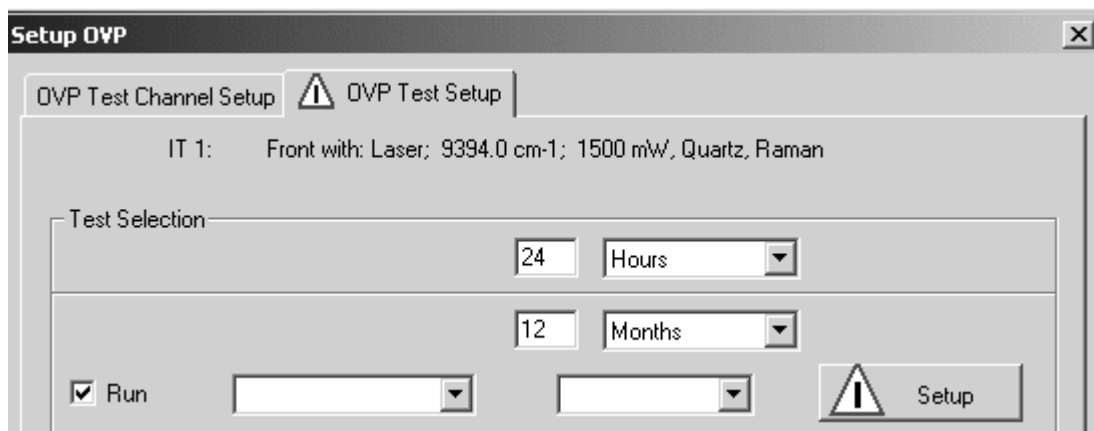 Setup OVP
OVP Test Channel Setup OVP Test Setup
IT 1: Front with: Laser; 9394.0 cm-1; 1500 mW, Quartz, Raman
Test Selection
24 Hours
12 Months
Run Setup